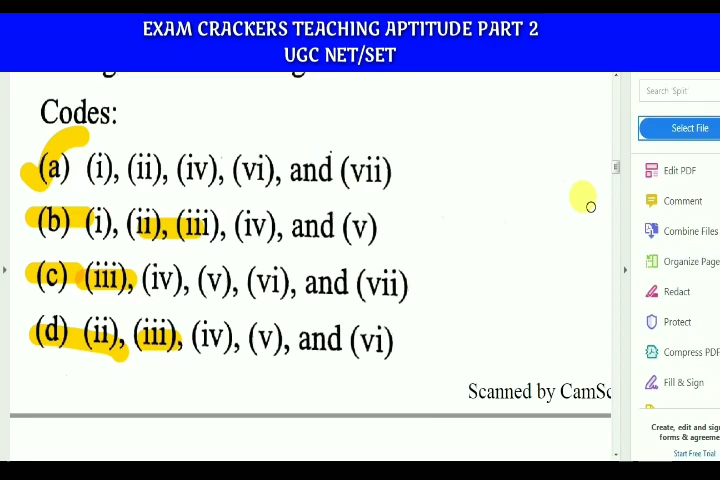 EXAM CRACKERS TEACHING APTITUDE PART 2
UGC NET/SET
Codes:
(a) (i), (ii), (iv), (vi), and (vii)
(b) (i), (ii), (iii), (iv), and (v)
(c) (iii), (iv), (v), (vi), and (vii)
(d) (ii), (iii), (iv), (v), and (vi)
Scanned by CamSc
Search 'Split'
Select File
Edit PDF
Comment
Combine Files
Organize Page
Redact
Protect
Compress PDF
Fill & Sign
Create, edit and sig
forms & agreeme
Start Free Trial